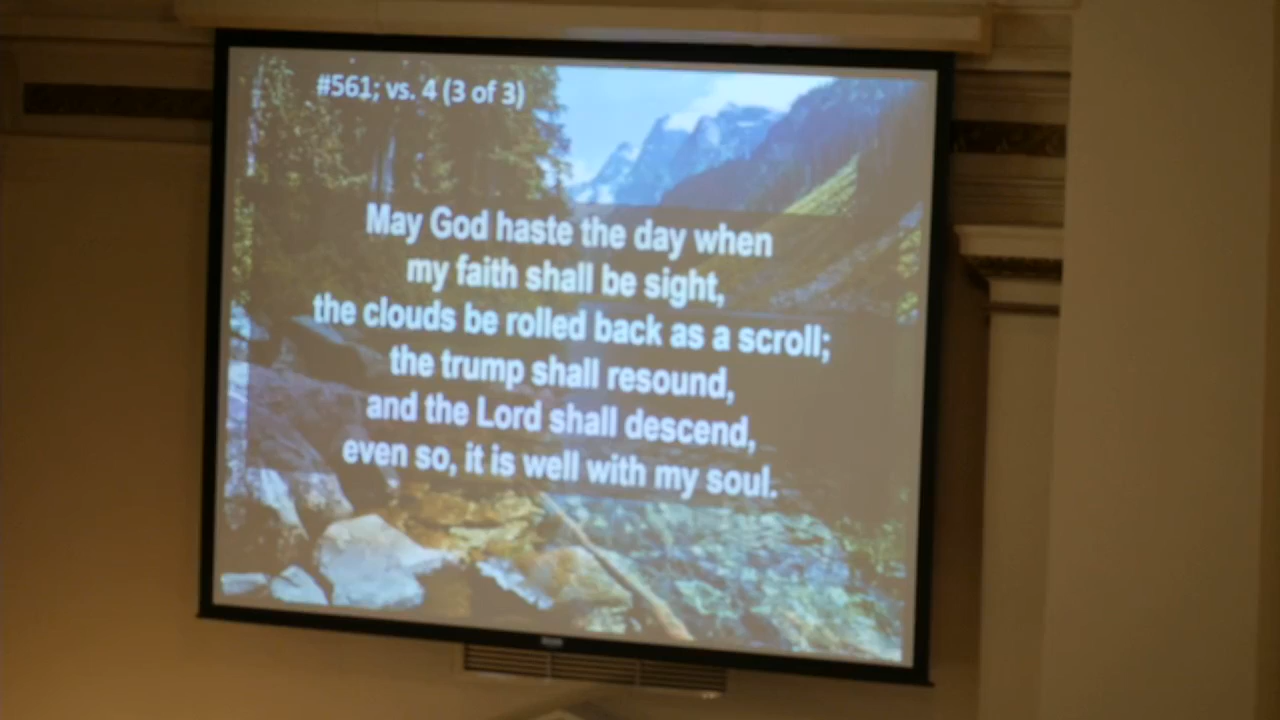 #561; vs. 4 (3 of 3)
May God haste the day when
my faith shall be sight,
the clouds be rolled back as a scroll;
the trump shall resound,
and the Lord shall descend,
even so, it is well with my soul.